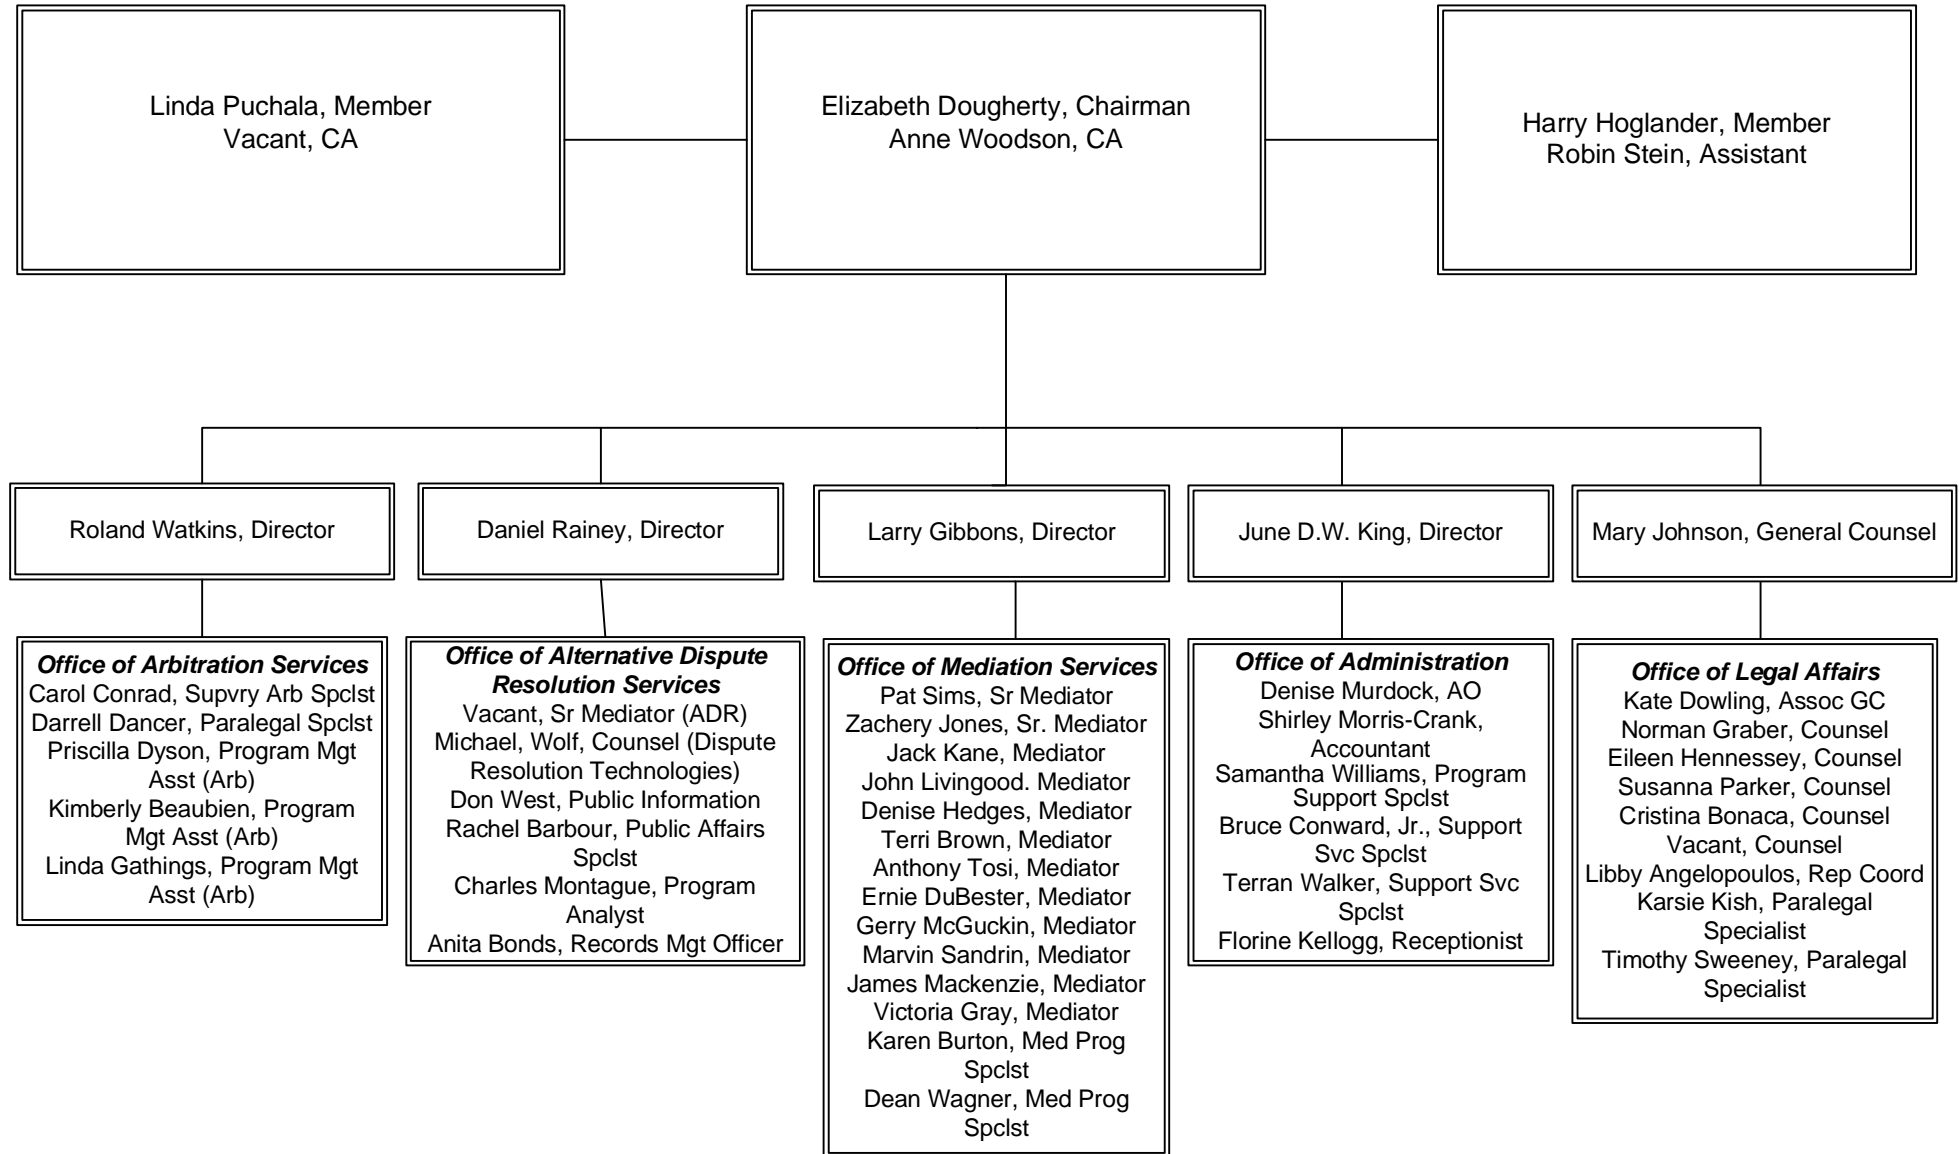 Linda Puchala, Member
Vacant, CA
Elizabeth Dougherty, Chairman
Anne Woodson, CA
Harry Hoglander, Member
Robin Stein, Assistant
Roland Watkins, Director
Daniel Rainey, Director
Larry Gibbons, Director
June D.W. King, Director
Mary Johnson, General Counsel
Office of Arbitration Services
Carol Conrad, Supvry Arb Spclst
Darrell Dancer, Paralegal Spclst
Priscilla Dyson, Program Mgt
Asst (Arb)
Kimberly Beaubien, Program
Mgt Asst (Arb)
Linda Gathings, Program Mgt
Asst (Arb)
Office of Alternative Dispute
Resolution Services
Vacant, Sr Mediator (ADR)
Michael, Wolf, Counsel (Dispute
Resolution Technologies)
Don West, Public Information
Rachel Barbour, Public Affairs
Spclst
Charles Montague, Program
Analyst
Anita Bonds, Records Mgt Officer
Office of Mediation Services
Pat Sims, Sr Mediator
Zachery Jones, Sr. Mediator
Jack Kane, Mediator
John Livingood. Mediator
Denise Hedges, Mediator
Terri Brown, Mediator
Anthony Tosi, Mediator
Ernie DuBester, Mediator
Gerry McGuckin, Mediator
Marvin Sandrin, Mediator
James Mackenzie, Mediator
Victoria Gray, Mediator
Karen Burton, Med Prog
Spclst
Dean Wagner, Med Prog
Spclst
Office of Administration
Denise Murdock, AO
Shirley Morris-Crank,
Accountant
Samantha Williams, Program
Support Spclst
Bruce Conward, Jr., Support
Svc Spclst
Terran Walker, Support Svc
Spclst
Florine Kellogg, Receptionist
Office of Legal Affairs
Kate Dowling, Assoc GC
Norman Graber, Counsel
Eileen Hennessey, Counsel
Susanna Parker, Counsel
Cristina Bonaca, Counsel
Vacant, Counsel
Libby Angelopoulos, Rep Coord
Karsie Kish, Paralegal
Specialist
Timothy Sweeney, Paralegal
Specialist